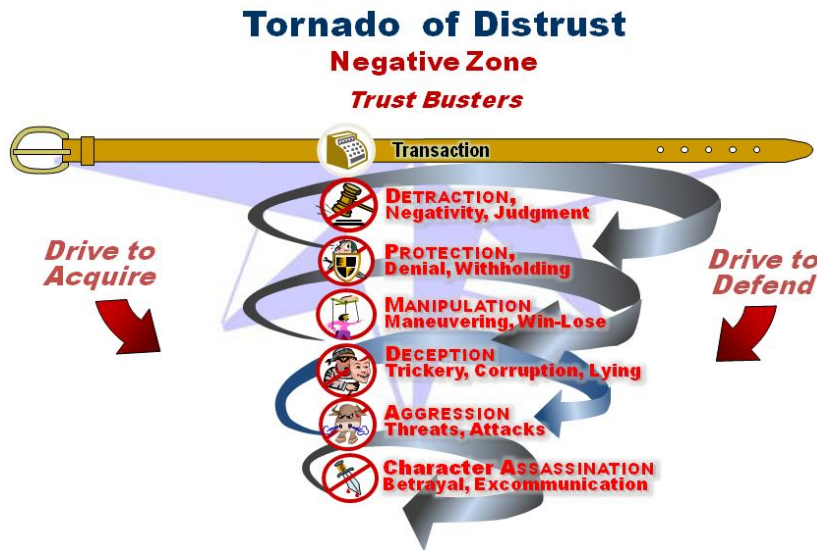 Tornado of Distrust
Negative Zone
Trust Busters
Transaction
DETRACTION,
Negativity, Judgment
PROTECTION,
Denial, Withholding
Drive to
Acquire
Drive to
Defend
MANIPULATION
Maneuvering, Win-Lose
DECEPTION
Trickery, Corruption, Lying
AGGRESSION
Threats, Attacks
Character ASSASSINATION
Betrayal, Excommunication